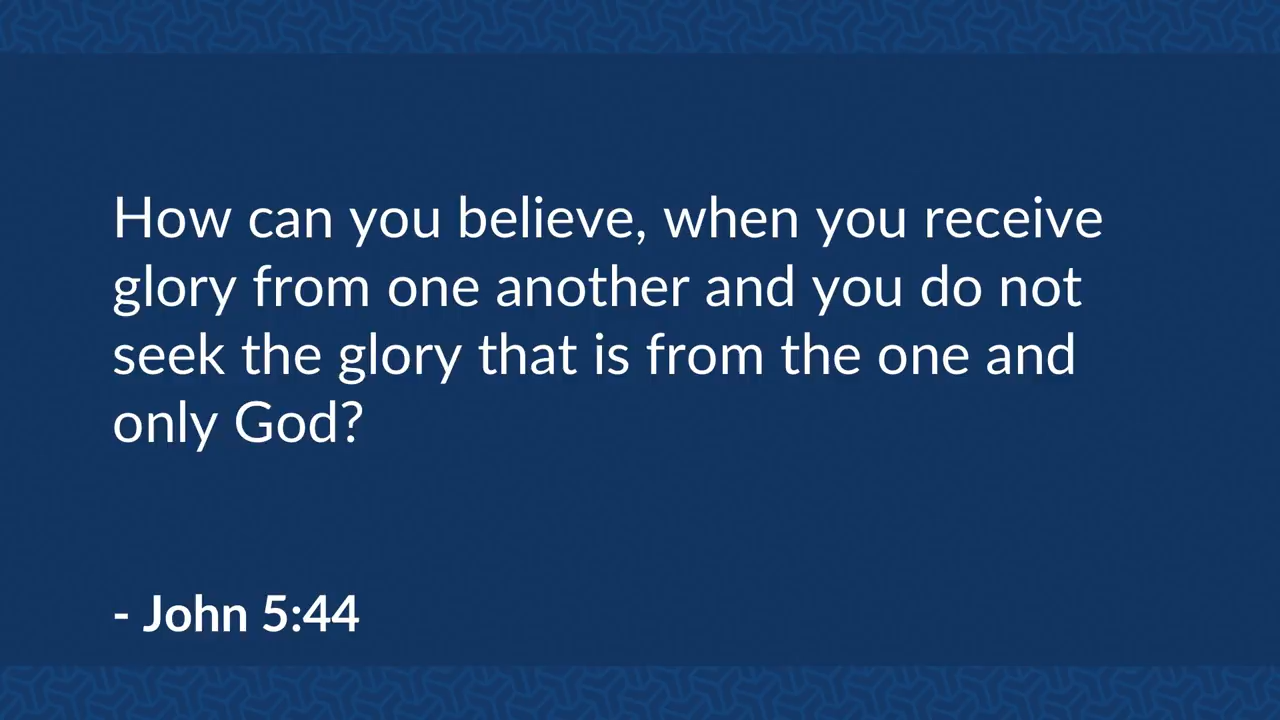 How can you believe, when you receive
glory from one another and you do not
seek the glory that is from the one and
only God?
- John 5:44